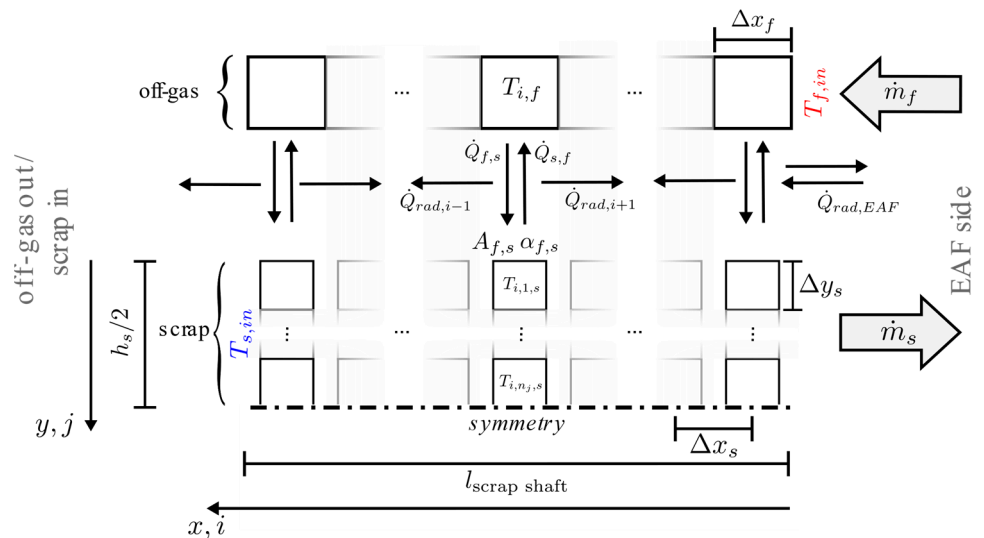 Δx_f
off-gas
...
T_{i,f}
...
T_{f,in}
ṁ_f
Q̇_{f,s}
Q̇_{s,f}
Q̇_{rad,i−1}
Q̇_{rad,i+1}
Q̇_{rad,EAF}
off-gas out/
scrap in
EAF side
A_{f,s} α_{f,s}
T_{i,1,s}
Δy_s
h_s/2
scrap
T_{s,in}
⋮
...
⋮
...
⋮
ṁ_s
T_{i,n_j,s}
y, j
symmetry
Δx_s
l_{scrap shaft}
x, i